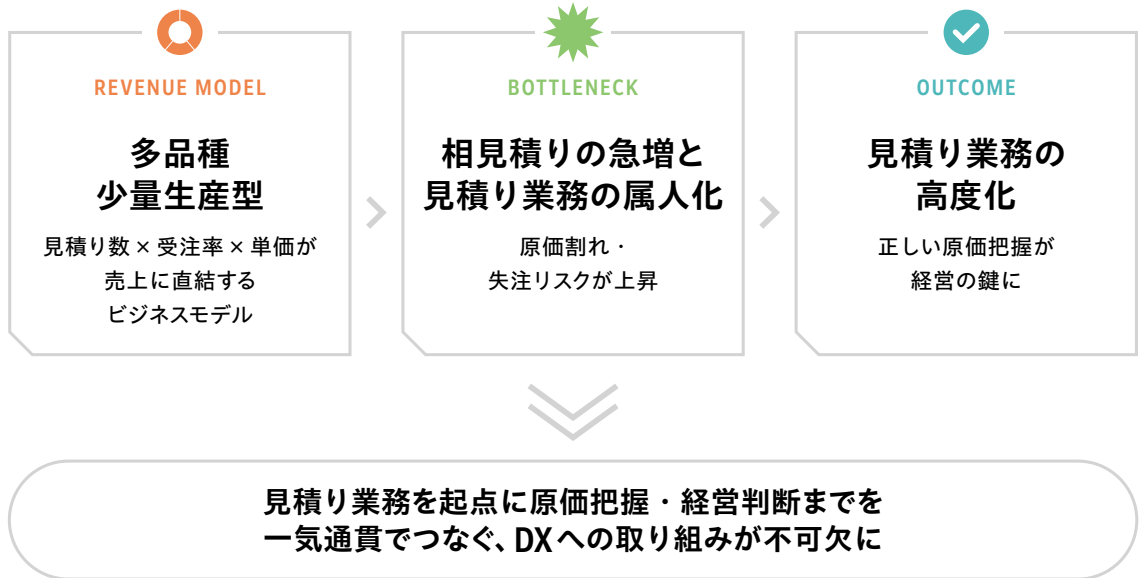 REVENUE MODEL
多品種
少量生産型
見積り数 × 受注率 × 単価が
売上に直結する
ビジネスモデル
BOTTLENECK
相見積りの急増と
見積り業務の属人化
原価割れ・
失注リスクが上昇
OUTCOME
見積り業務の
高度化
正しい原価把握が
経営の鍵に
見積り業務を起点に原価把握・経営判断までを
一気通貫でつなぐ、DXへの取り組みが不可欠に